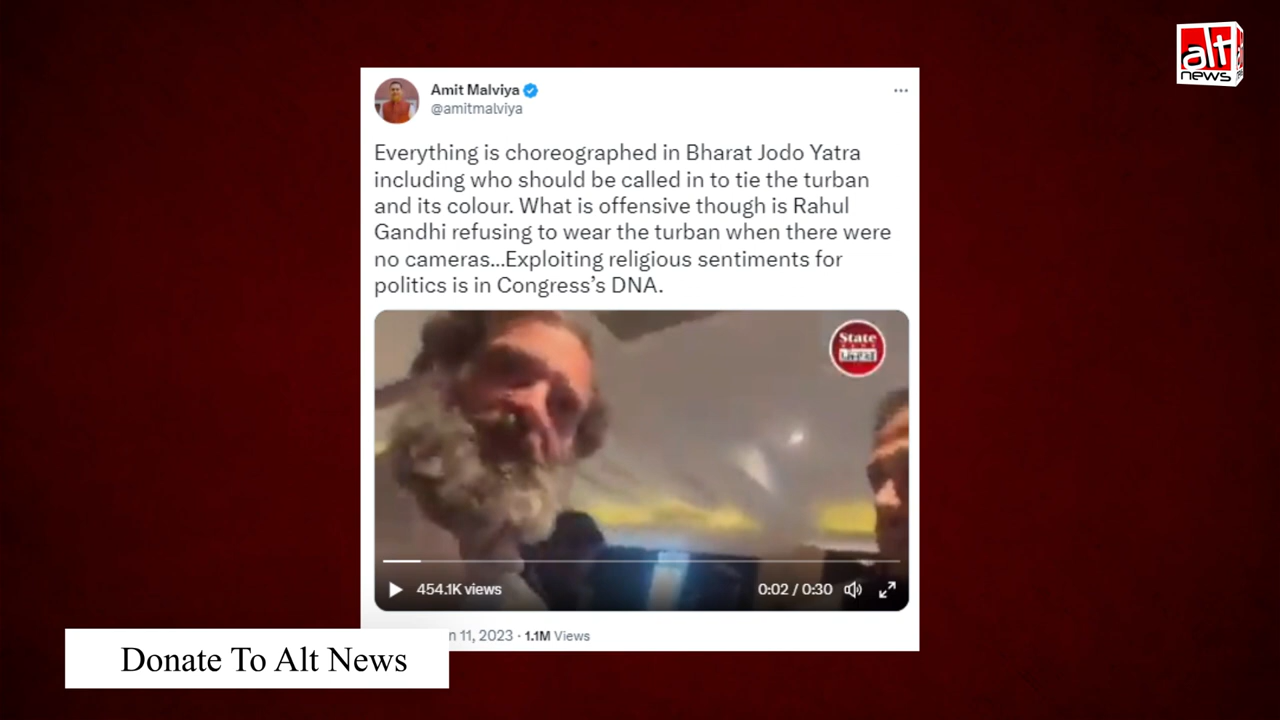 alt
news
Amit Malviya
@amitmalviya
Everything is choreographed in Bharat Jodo Yatra
including who should be called in to tie the turban
and its colour. What is offensive though is Rahul
Gandhi refusing to wear the turban when there were
no cameras...Exploiting religious sentiments for
politics is in Congress’s DNA.
State
454.1K views
0:02 / 0:30
n 11, 2023 · 1.1M Views
Donate To Alt News